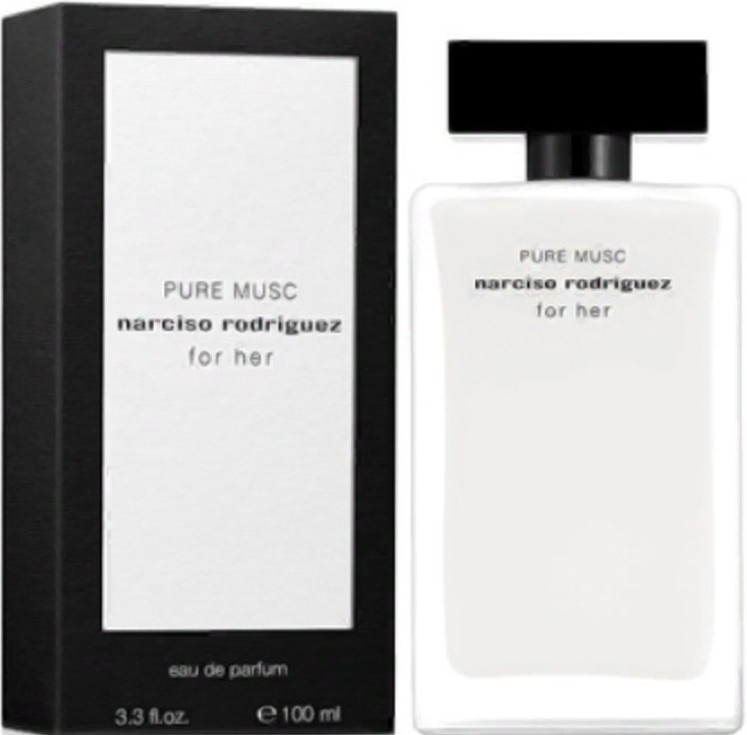 PURE MUSC
narciso rodriguez
for her
eau de parfum
3.3 fl.oz. ℮ 100 ml
PURE MUSC
narciso rodriguez
for her